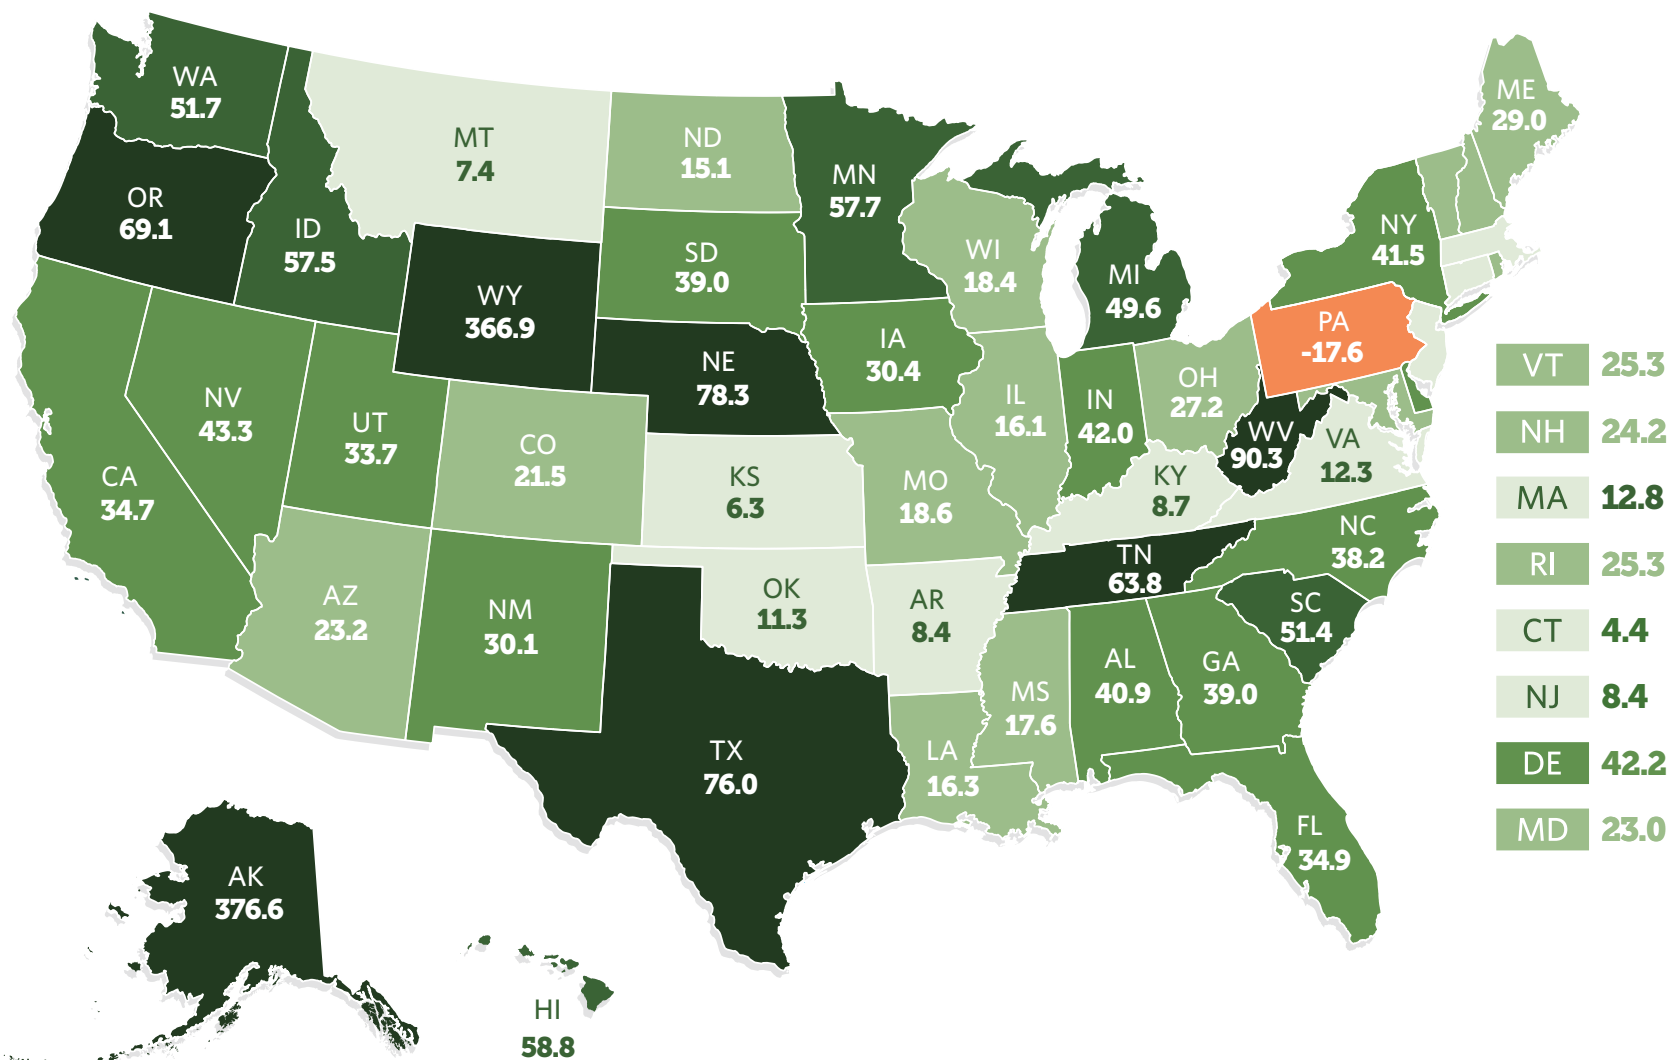 WA
51.7
OR
69.1
ID
57.5
MT
7.4
WY
366.9
ND
15.1
SD
39.0
NE
78.3
MN
57.7
WI
18.4
MI
49.6
IA
30.4
NV
43.3
UT
33.7
CA
34.7
CO
21.5
KS
6.3
MO
18.6
IL
16.1
IN
42.0
OH
27.2
KY
8.7
WV
90.3
VA
12.3
PA
-17.6
NY
41.5
ME
29.0
AZ
23.2
NM
30.1
OK
11.3
AR
8.4
TN
63.8
NC
38.2
SC
51.4
TX
76.0
LA
16.3
MS
17.6
AL
40.9
GA
39.0
FL
34.9
AK
376.6
HI
58.8
VT 25.3
NH 24.2
MA 12.8
RI 25.3
CT 4.4
NJ 8.4
DE 42.2
MD 23.0